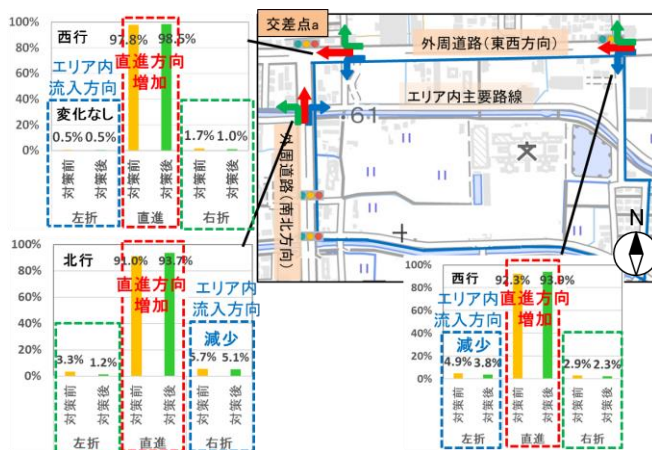 100%
80%
60%
40%
20%
0%
西行
エリア内
流入方向
変化なし
97.8%
98.5%
直進方向
増加
0.5%
0.5%
1.7%
1.0%
対策前
対策後
対策前
対策後
対策前
対策後
左折
直進
右折
交差点a
外周道路(東西方向)
エリア内主要路線
61
外周道路(南北方向)
N
100%
80%
60%
40%
20%
0%
北行
91.0%
93.7%
直進方向
増加
エリア内
流入方向
減少
3.3%
1.2%
5.7%
5.1%
対策前
対策後
対策前
対策後
対策前
対策後
左折
直進
右折
100%
80%
60%
40%
20%
0%
西行
エリア内
流入方向
減少
92.3%
93.9%
直進方向
増加
4.9%
3.8%
2.9%
2.3%
対策前
対策後
対策前
対策後
対策前
対策後
左折
直進
右折